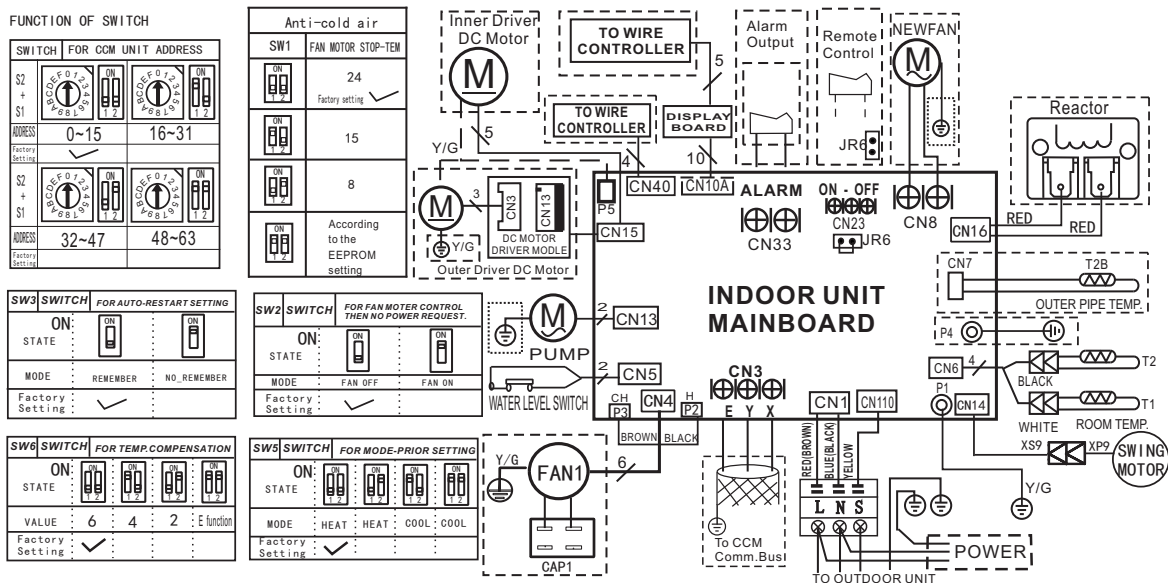 FUNCTION OF SWITCH
SWITCH FOR CCM UNIT ADDRESS
S2
+
S1
ADDRESS 0~15 16~31
Factory
Setting
S2
+
S1
ADDRESS 32~47 48~63
Factory
Setting
Anti-cold air
SW1 FAN MOTOR STOP-TEM
24
Factory setting
15
8
According
to the
EEPROM
setting
SW3 SWITCH FOR AUTO-RESTART SETTING
ON
STATE
MODE REMEMBER NO_REMEMBER
Factory
Setting
SW2 SWITCH FOR FAN MOTER CONTROL
THEN NO POWER REQUEST.
ON
STATE
MODE FAN OFF FAN ON
Factory
Setting
SW6 SWITCH FOR TEMP.COMPENSATION
ON
STATE
VALUE 6 4 2 E function
Factory
Setting
SW5 SWITCH FOR MODE-PRIOR SETTING
ON
STATE
MODE HEAT HEAT COOL COOL
Factory
Setting
Inner Driver
DC Motor
M
5
Y/G
TO WIRE
CONTROLLER
5
TO WIRE
CONTROLLER
4
DISPLAY
BOARD
10
Alarm
Output
Remote
Control
JR6
NEWFAN
M
Reactor
RED
RED
M
3
CN3
CN13
DC MOTOR
DRIVER MODLE
Y/G
Outer Driver DC Motor
P5
CN40
CN10A
CN15
ALARM
CN33
ON - OFF
CN23
JR6
CN8
CN16
INDOOR UNIT
MAINBOARD
CN7
T2B
OUTER PIPE TEMP.
P4
M
PUMP
2
CN13
WATER LEVEL SWITCH
2
CN5
CN6
4
BLACK
T2
WHITE
T1
ROOM TEMP.
CH
P3
CN4
H
P2
BROWN
BLACK
CN3
E Y X
CN1
CN110
P1
CN14
XS9
XP9
SWING
MOTOR
Y/G
FAN1
6
CAP1
To CCM
Comm.Bus
RED(BROWN)
BLUE(BLACK)
YELLOW
L N S
Y/G
POWER
TO OUTDOOR UNIT